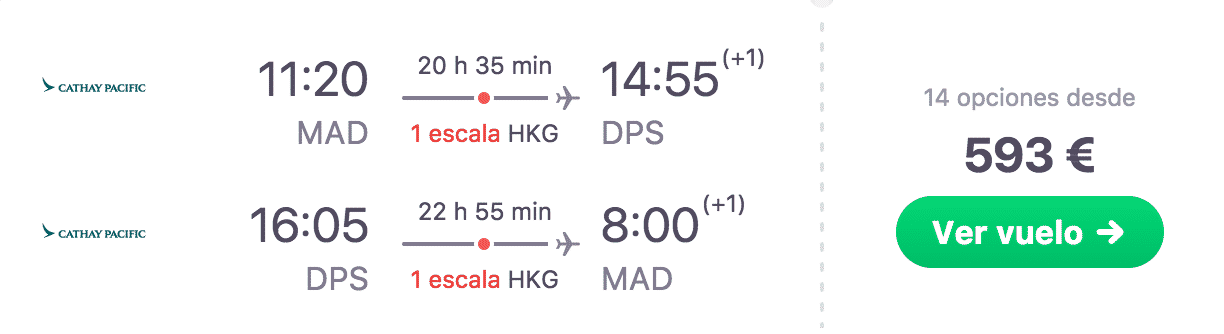 CATHAY PACIFIC
11:20
20 h 35 min
14:55 (+1)
MAD
1 escala HKG
DPS
CATHAY PACIFIC
16:05
22 h 55 min
8:00 (+1)
DPS
1 escala HKG
MAD
14 opciones desde
593 €
Ver vuelo →